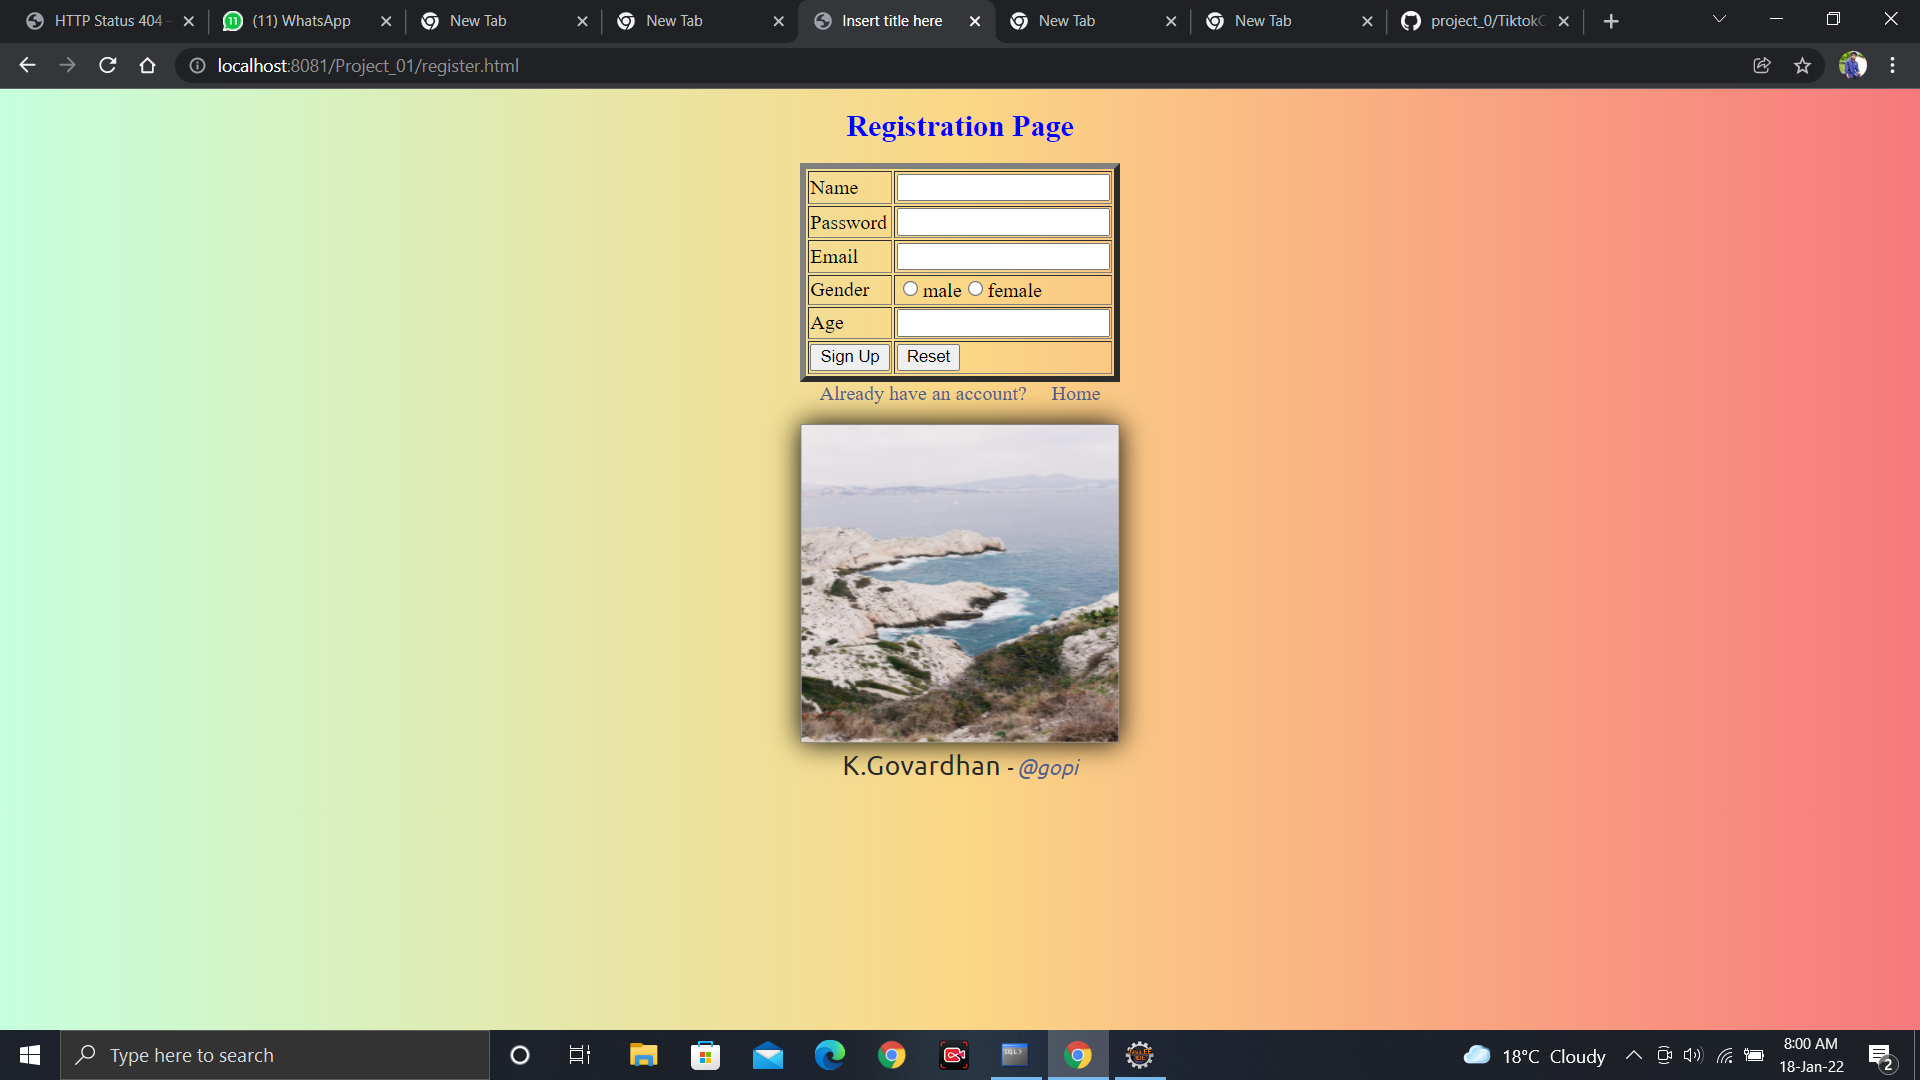 HTTP Status 404 -
(11) WhatsApp
New Tab
New Tab
Insert title here
New Tab
New Tab
project_0/TiktokC
localhost:8081/Project_01/register.html
Registration Page
Name
Password
Email
Gender male female
Age
Sign Up Reset
Already have an account? Home
K.Govardhan - @gopi
Type here to search
SQL>
18°C Cloudy
8:00 AM
18-Jan-22
2